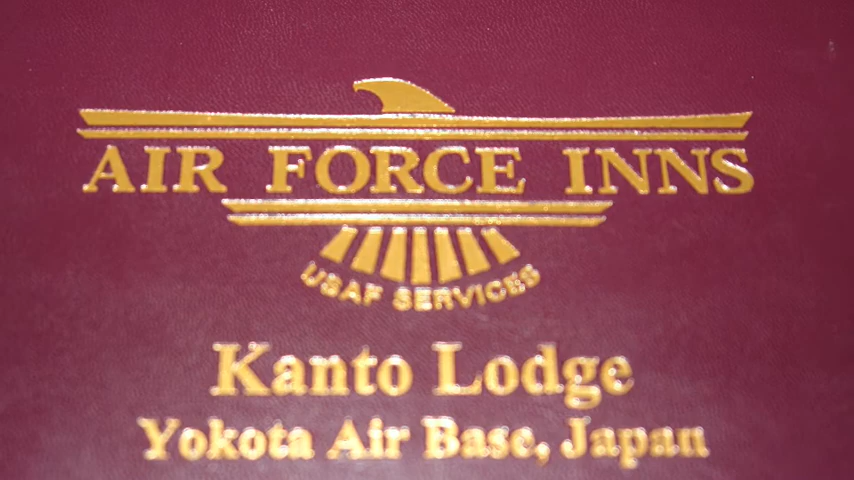 AIR FORCE INNS
USAF SERVICES
Kanto Lodge
Yokota Air Base, Japan